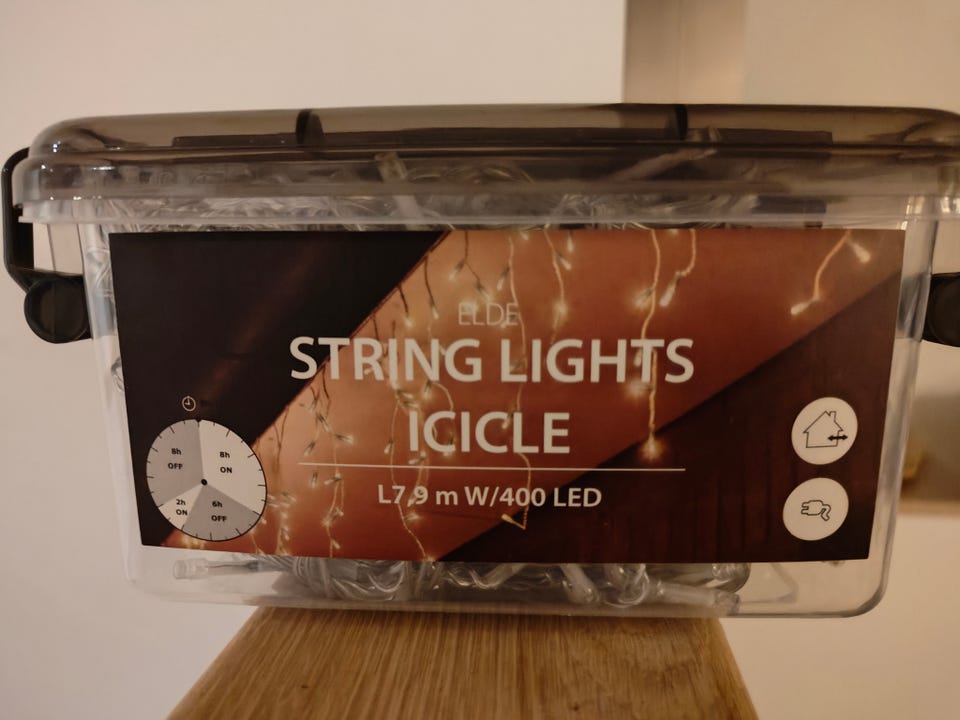 ELDE
STRING LIGHTS
ICICLE
L7,9 m W/400 LED
8h
OFF
8h
ON
2h
ON
6h
OFF